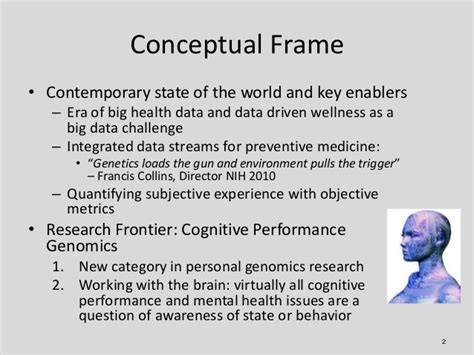 Conceptual Frame
• Contemporary state of the world and key enablers
– Era of big health data and data driven wellness as a
big data challenge
– Integrated data streams for preventive medicine:
• “Genetics loads the gun and environment pulls the trigger”
– Francis Collins, Director NIH 2010
– Quantifying subjective experience with objective
metrics
• Research Frontier: Cognitive Performance
Genomics
1. New category in personal genomics research
2. Working with the brain: virtually all cognitive
performance and mental health issues are a
question of awareness of state or behavior
2